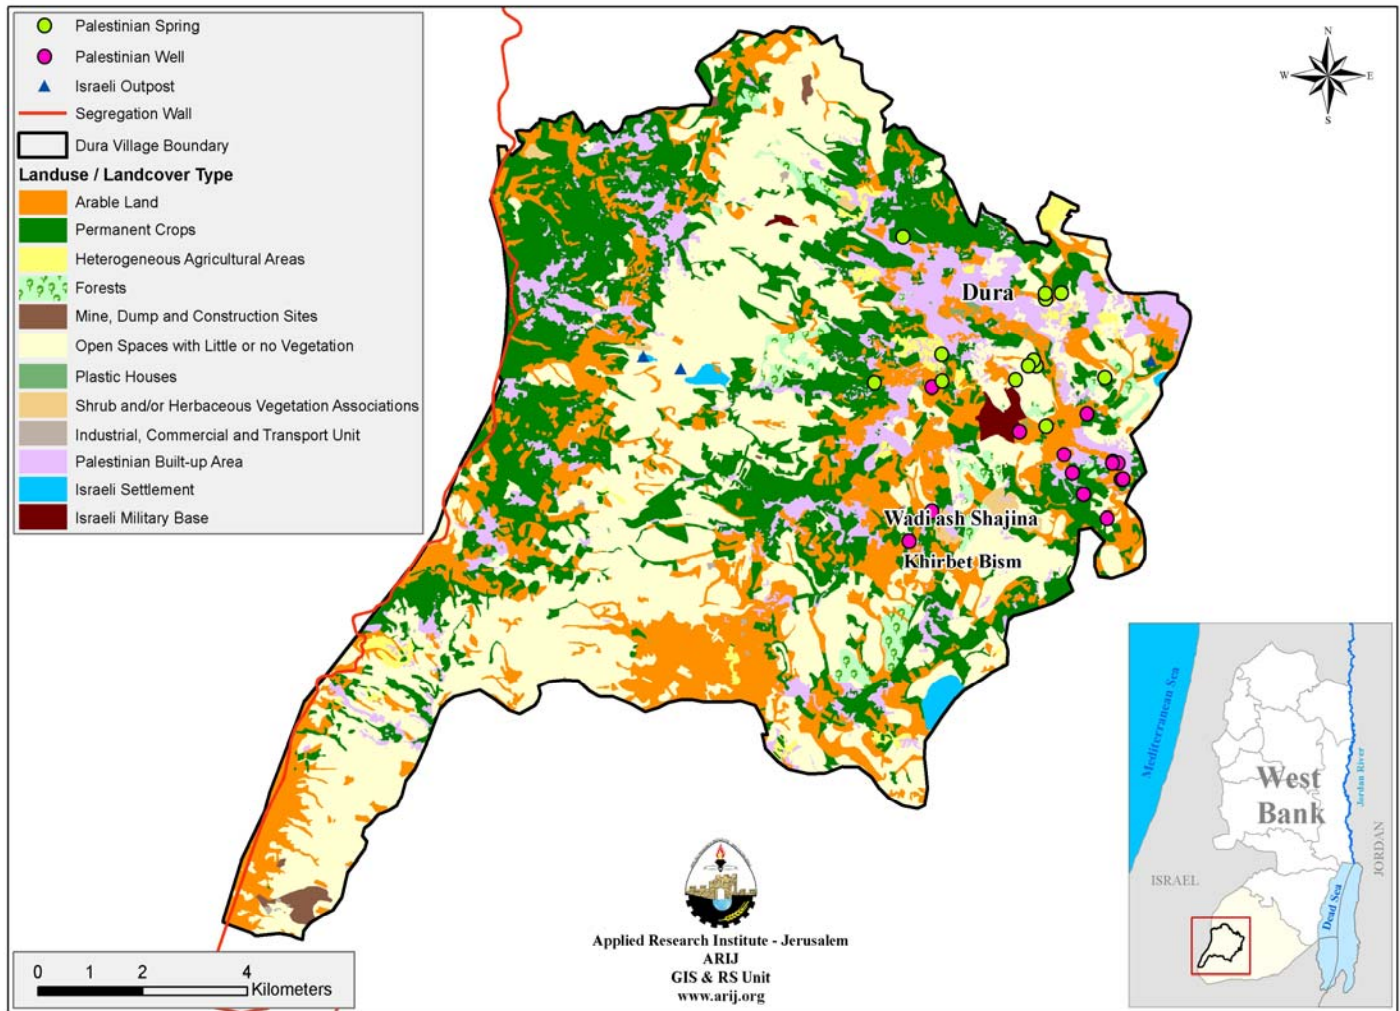 Palestinian Spring
Palestinian Well
Israeli Outpost
Segregation Wall
Dura Village Boundary
Landuse / Landcover Type
Arable Land
Permanent Crops
Heterogeneous Agricultural Areas
Forests
Mine, Dump and Construction Sites
Open Spaces with Little or no Vegetation
Plastic Houses
Shrub and/or Herbaceous Vegetation Associations
Industrial, Commercial and Transport Unit
Palestinian Built-up Area
Israeli Settlement
Israeli Military Base
N
W
E
S
Dura
Wadi ash Shajina
Khirbet Bism
Mediterranean Sea
West
Bank
Jordan River
JORDAN
ISRAEL
Dead Sea
Applied Research Institute - Jerusalem
ARIJ
GIS & RS Unit
www.arij.org
0 1 2 4
Kilometers